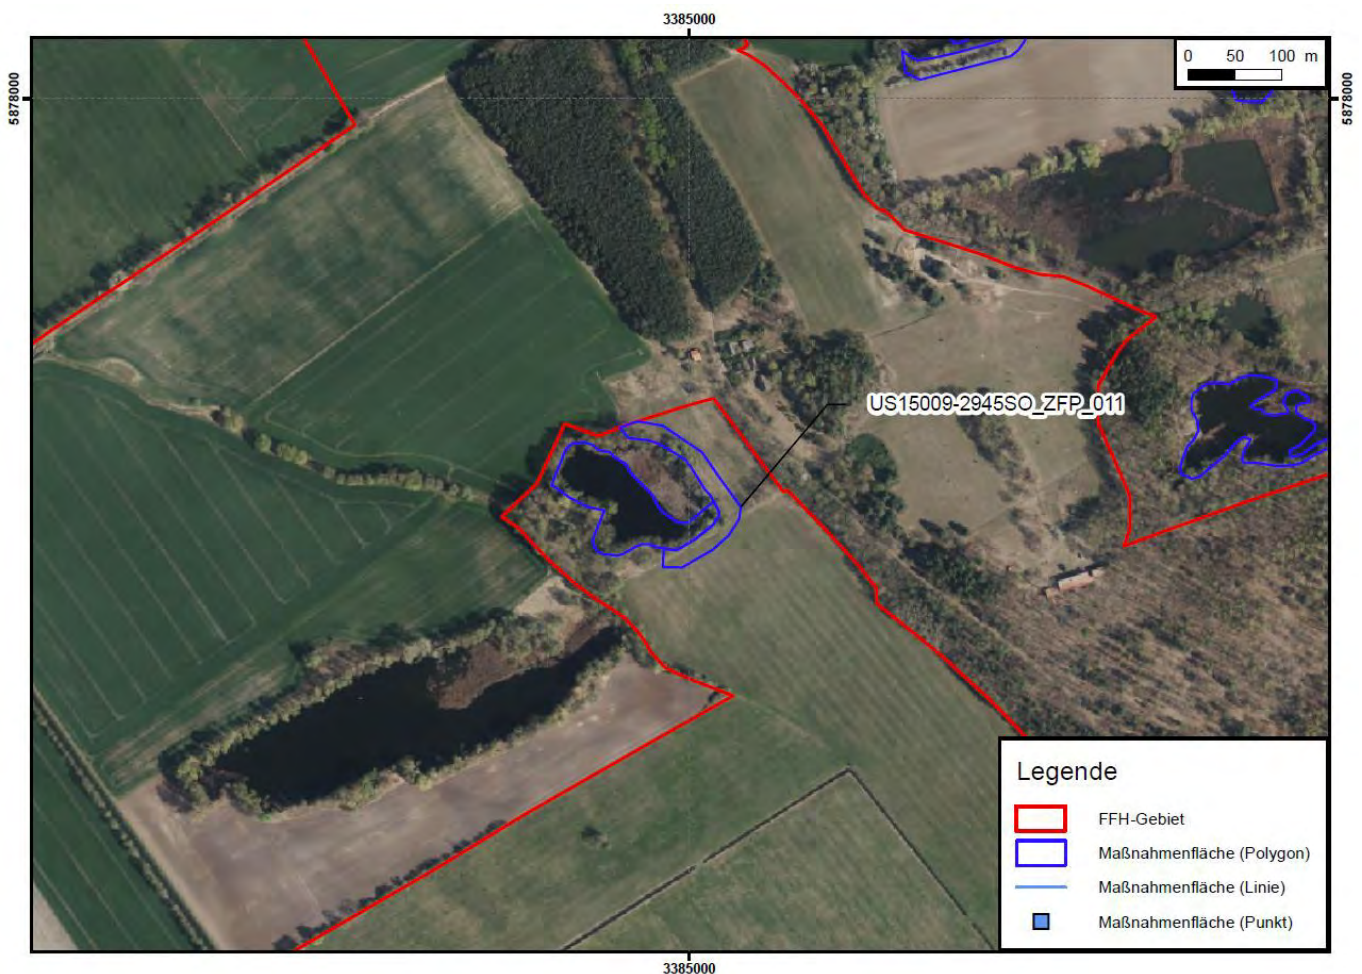 3385000
0 50 100 m
5878000
5878000
US15009-2945SO_ZFP_011
Legende
FFH-Gebiet
Maßnahmenfläche (Polygon)
Maßnahmenfläche (Linie)
Maßnahmenfläche (Punkt)
3385000